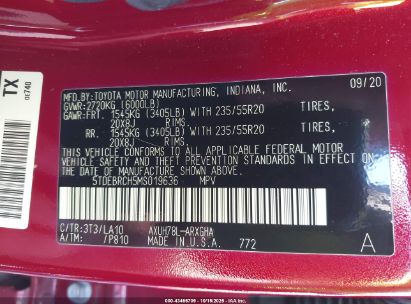 TX
0E740
MFD.BY:TOYOTA MOTOR MANUFACTURING, INDIANA, INC.
09/20
GVWR:2720KG (6000LB)
GAWR:FRT. 1545KG (3405LB) WITH 235/55R20 TIRES,
20X8J RIMS
RR. 1545KG (3405LB) WITH 235/55R20 TIRES,
20X8J RIMS
THIS VEHICLE CONFORMS TO ALL APPLICABLE FEDERAL MOTOR
VEHICLE SAFETY AND BUMPER STANDARDS IN EFFECT ON THE
DATE OF MANUFACTURE SHOWN ABOVE.
5TDEBRCH5MS019636 MPV
C/TR:3T3/LA10 AXUH78L-ARXGHA
A/TM: /P810 MADE IN U.S.A. 772
A